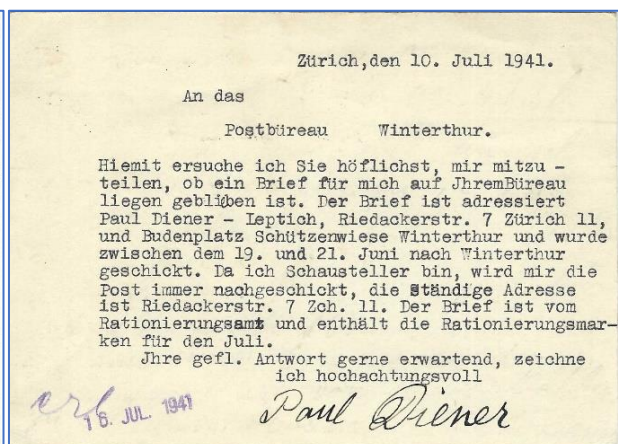 Zürich,den 10. Juli 1941.
An das
Postbüreau Winterthur.
Hiemit ersuche ich Sie höflichst, mir mitzu -
teilen, ob ein Brief für mich auf JhremBüreau
liegen geblieben ist. Der Brief ist adressiert
Paul Diener - Leptich, Riedackerstr. 7 Zürich 11,
und Budenplatz Schützenwiese Winterthur und wurde
zwischen dem 19. und 21. Juni nach Winterthur
geschickt. Da ich Schausteller bin, wird mir die
Post immer nachgeschickt, die Ständige Adresse
ist Riedackerstr. 7 Zch. 11. Der Brief ist vom
Rationierungsamt und enthält die Rationierungsmar-
ken für den Juli.
Jhre gefl. Antwort gerne erwartend, zeichne
ich hochachtungsvoll
erl 16. JUL. 1941
Paul Diener